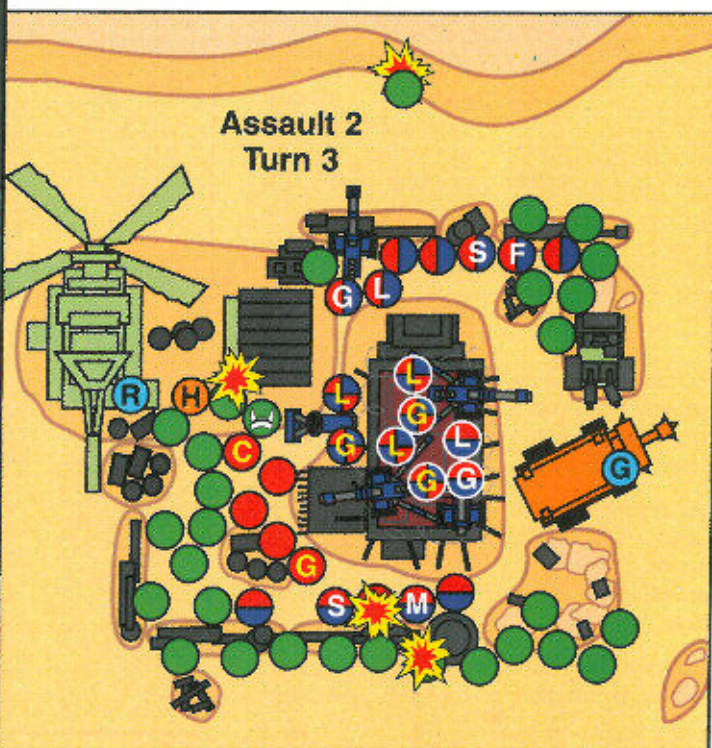 Assault 2
Turn 3
S F
G L
L
R H L
G
C G L L
G G G
G
S M